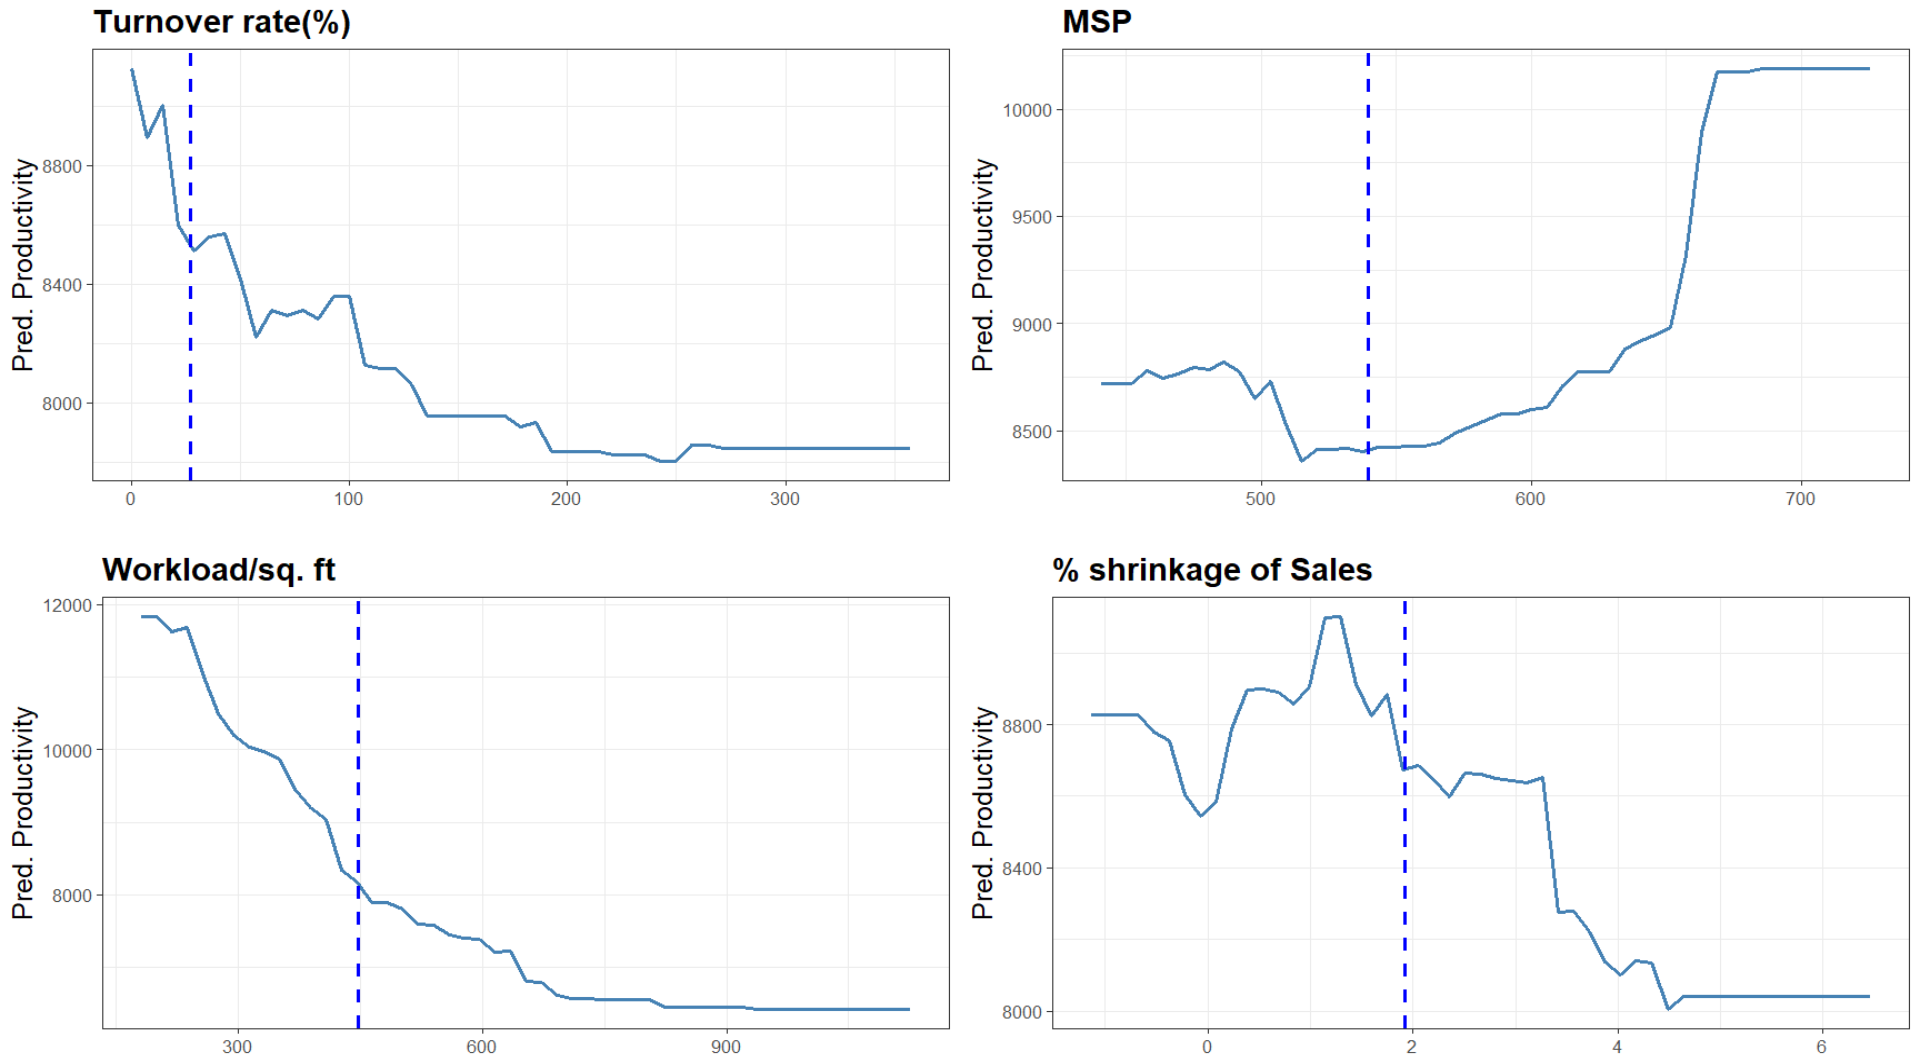 Turnover rate(%)
Pred. Productivity
8800
8400
8000
0 100 200 300
MSP
Pred. Productivity
10000
9500
9000
8500
500 600 700
Workload/sq. ft
Pred. Productivity
12000
10000
8000
300 600 900
% shrinkage of Sales
Pred. Productivity
8800
8400
8000
0 2 4 6